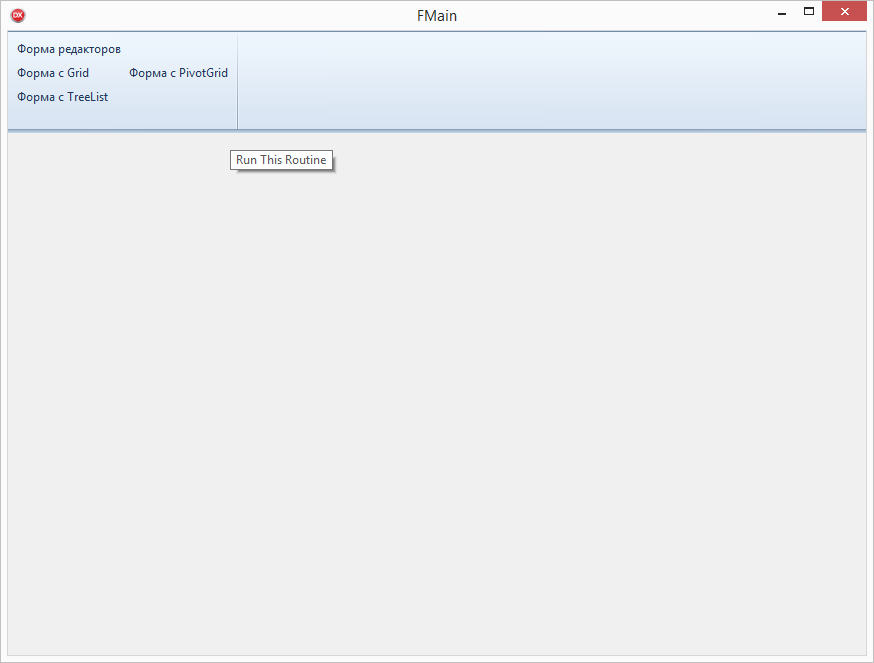 DX
FMain
Форма редакторов
Форма с Grid Форма с PivotGrid
Форма с TreeList
Run This Routine